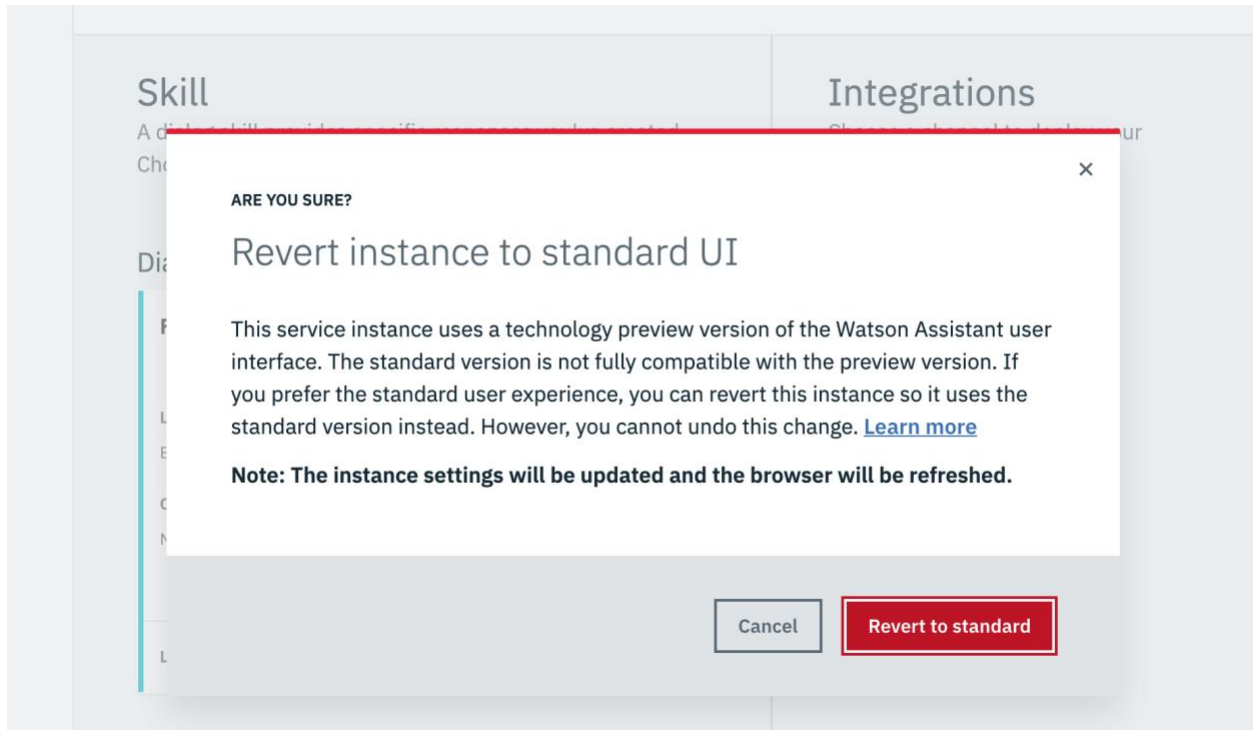 Skill
Integrations
A
ur
Cho
ARE YOU SURE?
Revert instance to standard UI
Dia
This service instance uses a technology preview version of the Watson Assistant user
interface. The standard version is not fully compatible with the preview version. If
you prefer the standard user experience, you can revert this instance so it uses the
standard version instead. However, you cannot undo this change. Learn more
Note: The instance settings will be updated and the browser will be refreshed.
Cancel
Revert to standard
L